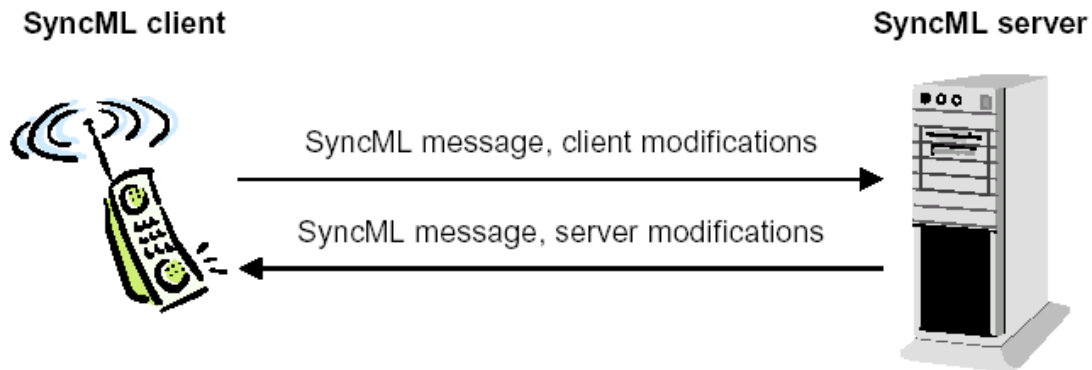 SyncML client
SyncML server
SyncML message, client modifications
SyncML message, server modifications